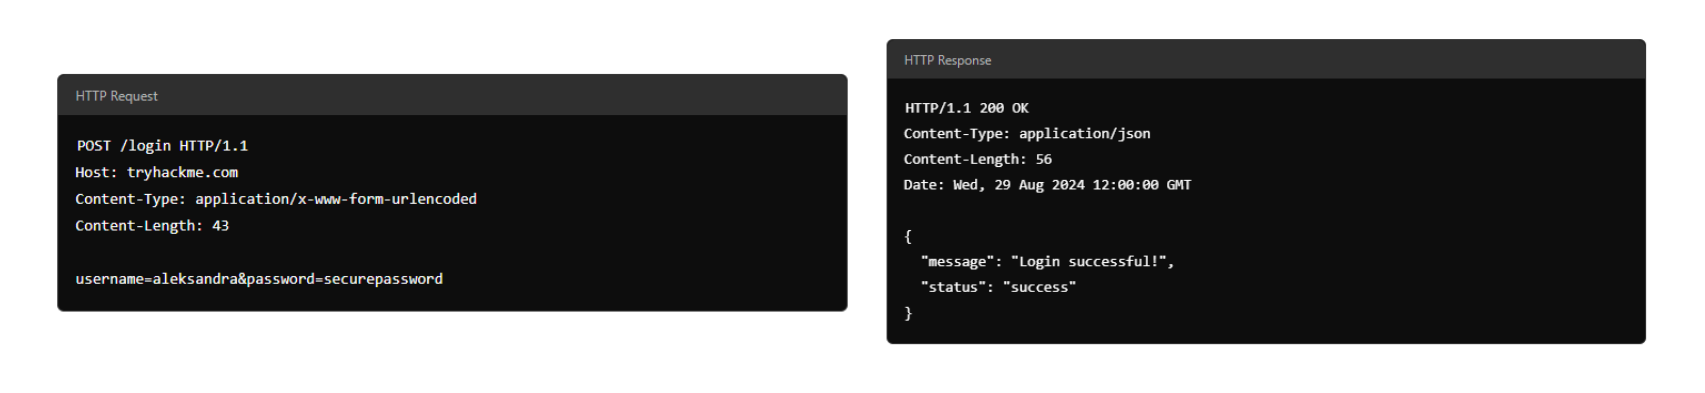 HTTP Request
POST /login HTTP/1.1
Host: tryhackme.com
Content-Type: application/x-www-form-urlencoded
Content-Length: 43

username=aleksandra&password=securepassword

HTTP Response
HTTP/1.1 200 OK
Content-Type: application/json
Content-Length: 56
Date: Wed, 29 Aug 2024 12:00:00 GMT

{
  "message": "Login successful!",
  "status": "success"
}